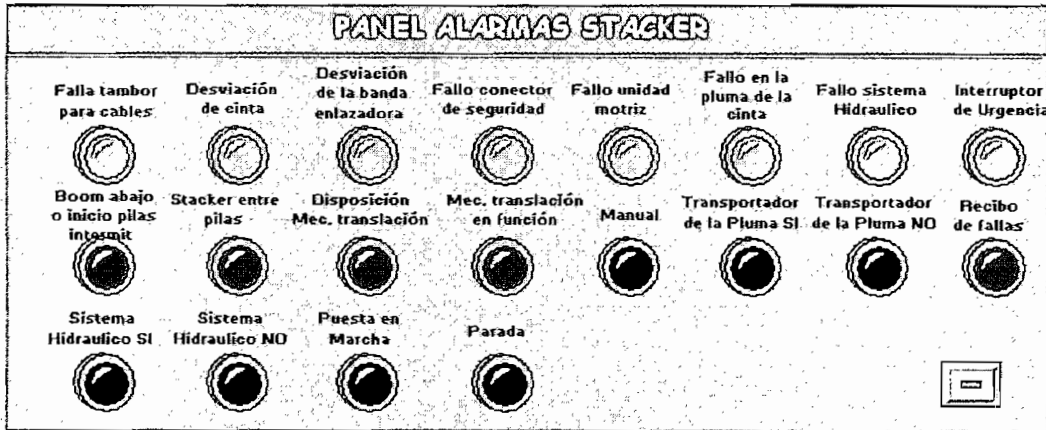 PANEL ALARMAS STACKER
Falla tambor
para cables
Desviación
de cinta
Desviación
de la banda
enlazadora
Fallo conector
de seguridad
Fallo unidad
motriz
Fallo en la
pluma de la
cinta
Fallo sistema
Hidraulico
Interruptor
de Urgencia
Boom abajo
o inicio pilas
intermit
Stacker entre
pilas
Disposición
Mec. translación
Mec. translación
en función
Manual
Transportador
de la Pluma SI
Transportador
de la Pluma NO
Recibo
de fallas
Sistema
Hidraulico SI
Sistema
Hidraulico NO
Puesta en
Marcha
Parada